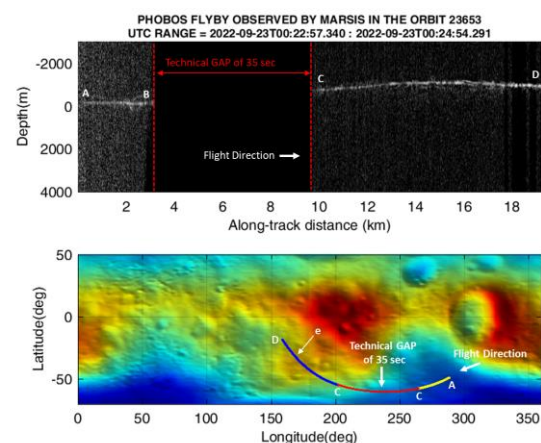 PHOBOS FLYBY OBSERVED BY MARSIS IN THE ORBIT 23653
UTC RANGE = 2022-09-23T00:22:57.340 : 2022-09-23T00:24:54.291
Depth(m)
-2000
0
2000
4000
Technical GAP of 35 sec
A
B
C
D
Flight Direction
2
4
6
8
10
12
14
16
18
Along-track distance (km)
Latitude(deg)
50
0
-50
D
e
Technical GAP
of 35 sec
Flight Direction
C
C
A
0
50
100
150
200
250
300
350
Longitude(deg)